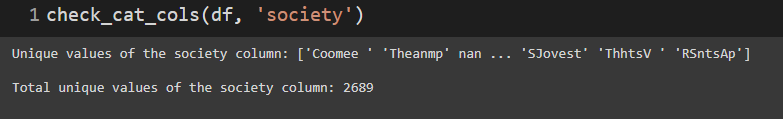 1 check_cat_cols(df, 'society')
Unique values of the society column: ['Coomee ' 'Theanmp' nan ... 'SJovest' 'ThhtsV ' 'RSntsAp']
Total unique values of the society column: 2689